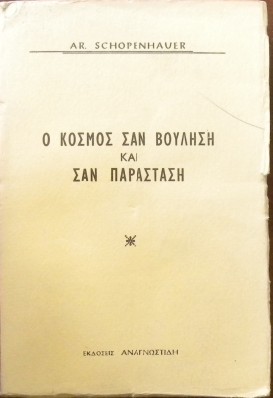 AR. SCHOPENHAUER
Ο ΚΟΣΜΟΣ ΣΑΝ ΒΟΥΛΗΣΗ
ΚΑΙ
ΣΑΝ ΠΑΡΑΣΤΑΣΗ
ΕΚΔΟΣΕΙΣ ΑΝΑΓΝΩΣΤΙΔΗ